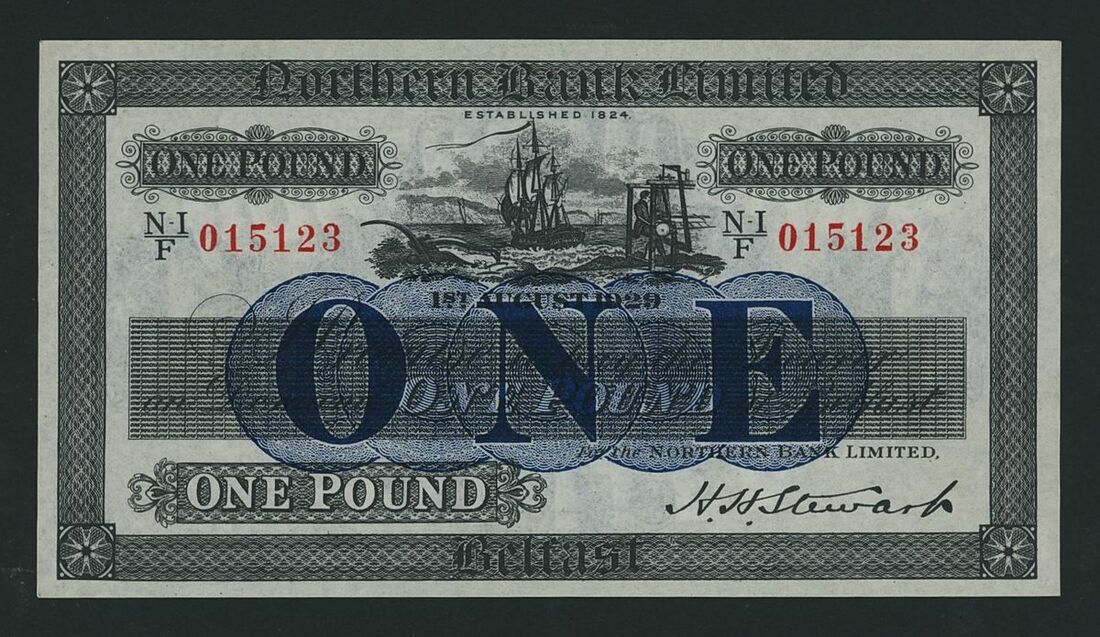 Northern Bank Limited
ESTABLISHED 1824.
ONE POUND ONE POUND
N-I/F 015123 N-I/F 015123
1ST AUGUST 1929
ONE
ONE POUND
For the NORTHERN BANK LIMITED,
ONE POUND
H.H. Stewart
Belfast